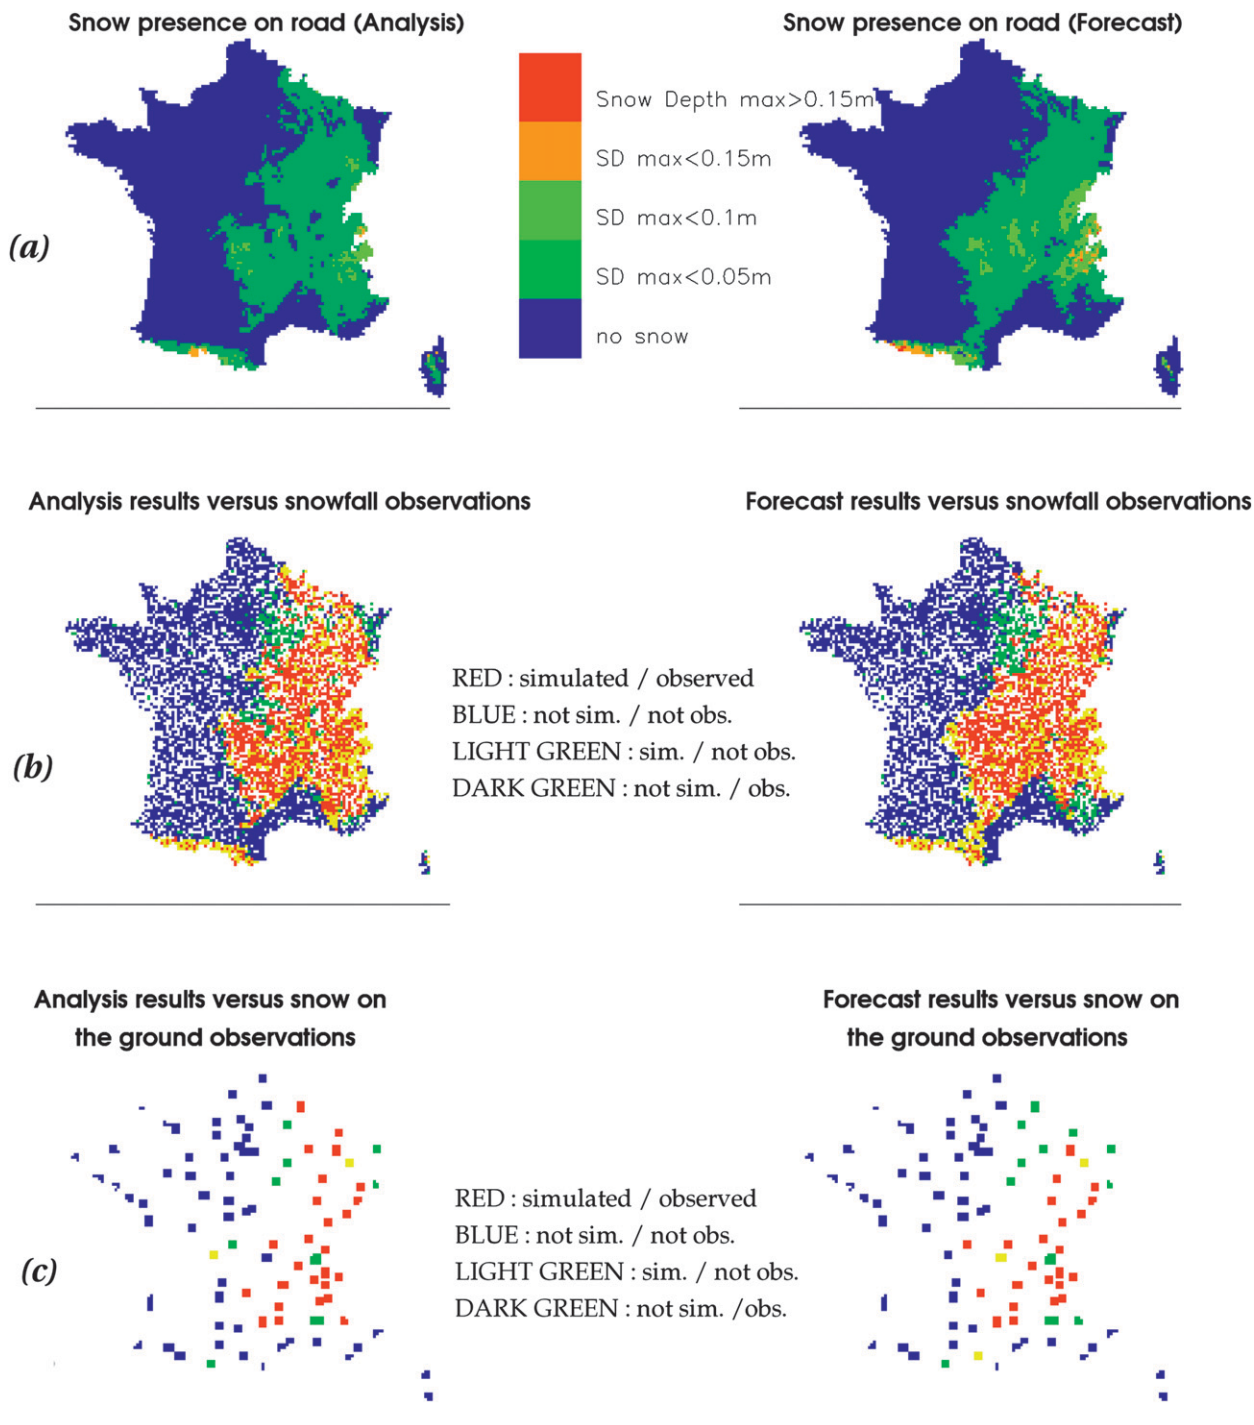 Snow presence on road (Analysis)
Snow presence on road (Forecast)
Snow Depth max>0.15m
SD max<0.15m
SD max<0.1m
SD max<0.05m
no snow
(a)
Analysis results versus snowfall observations
Forecast results versus snowfall observations
RED : simulated / observed
BLUE : not sim. / not obs.
LIGHT GREEN : sim. / not obs.
DARK GREEN : not sim. / obs.
(b)
Analysis results versus snow on
the ground observations
Forecast results versus snow on
the ground observations
RED : simulated / observed
BLUE : not sim. / not obs.
LIGHT GREEN : sim. / not obs.
DARK GREEN : not sim. /obs.
(c)